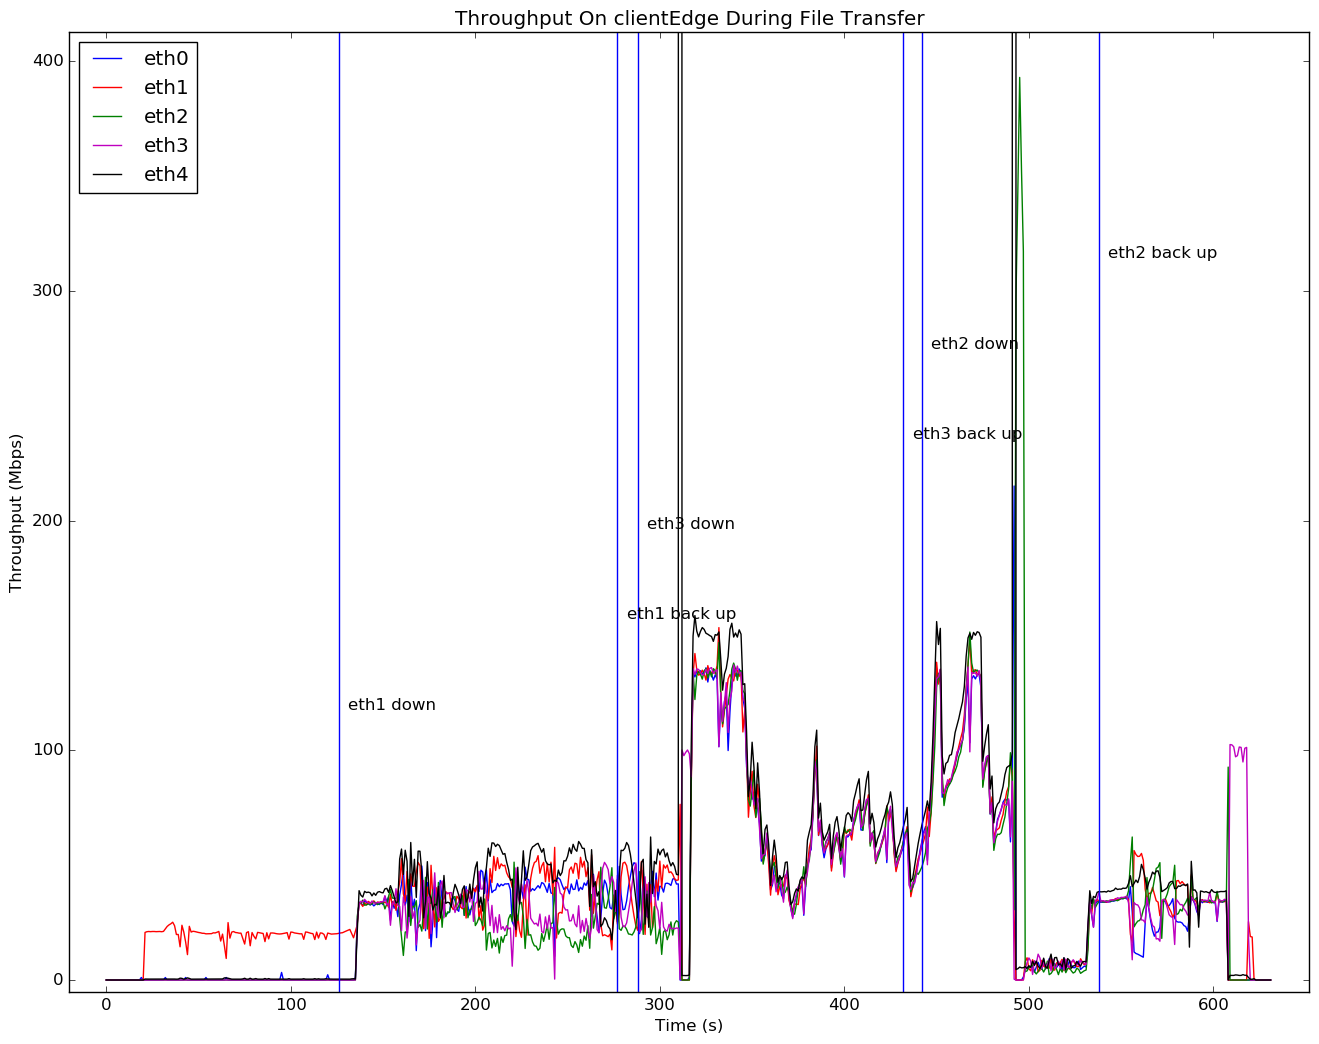 Throughput On clientEdge During File Transfer
400
300
200
100
0
Throughput (Mbps)
eth0
eth1
eth2
eth3
eth4
eth2 back up
eth2 down
eth3 back up
eth3 down
eth1 back up
eth1 down
0
100
200
300
400
500
600
Time (s)